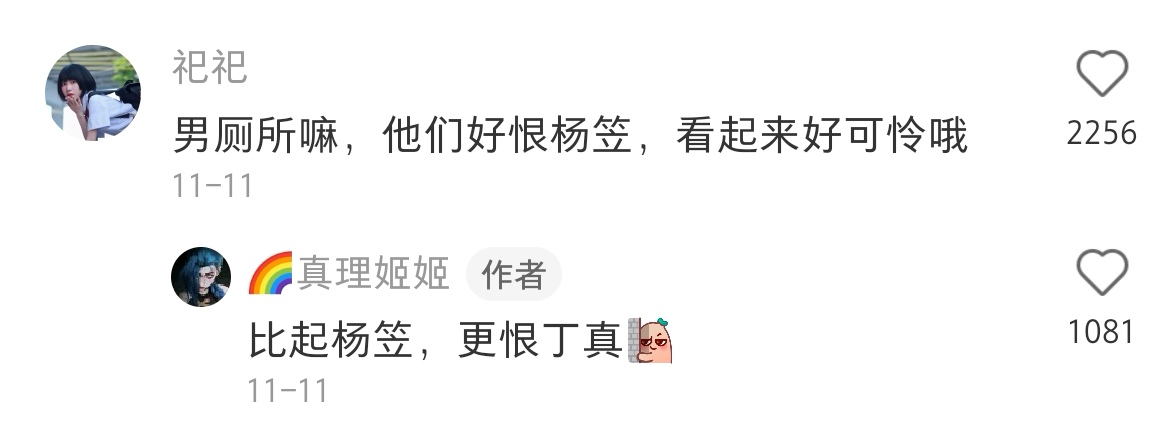 祀祀
男厕所嘛，他们好恨杨笠，看起来好可怜哦
2256
11-11
🌈真理姬姬 作者
比起杨笠，更恨丁真
1081
11-11